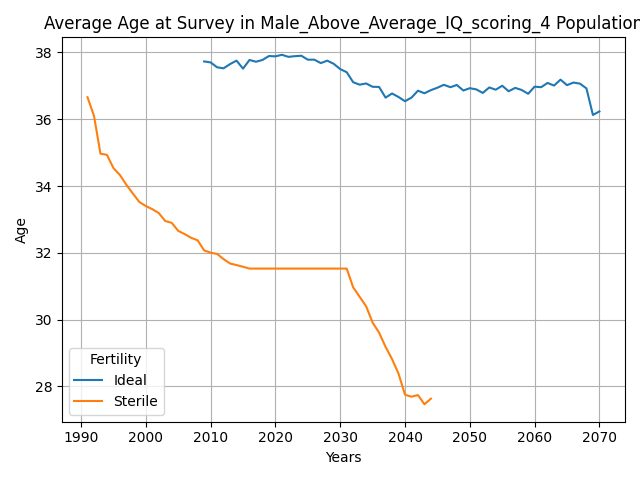 Average Age at Survey in Male_Above_Average_IQ_scoring_4 Population
38
36
34
32
30
28
Age
Fertility
Ideal
Sterile
1990 2000 2010 2020 2030 2040 2050 2060 2070
Years